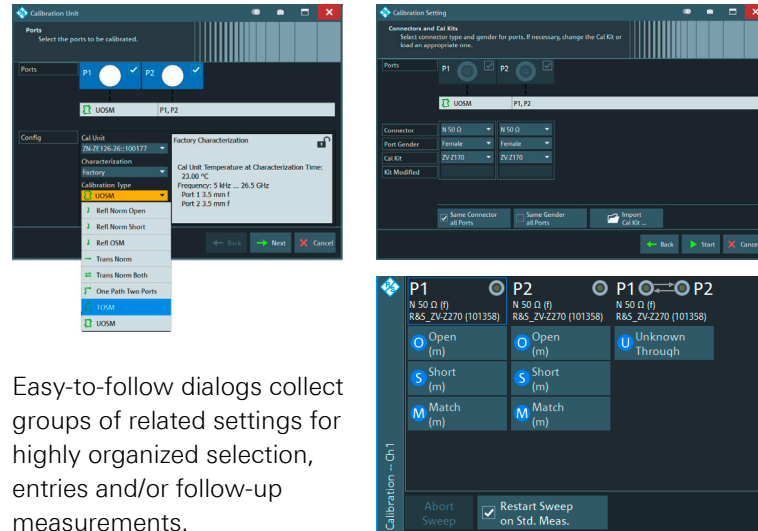 Calibration Unit
Ports
Select the ports to be calibrated.
Ports
P1 P2
UOSM P1, P2
Config
Cal Unit
ZN-ZE126-26::100177
Characterization
Factory
Calibration Type
UOSM
Refl Norm Open
Refl Norm Short
Refl OSM
Trans Norm
Trans Norm Both
One Path Two Ports
TOSM
UOSM
Factory Characterization
Cal Unit Temperature at Characterization Time:
23.00 °C
Frequency: 5 kHz ... 26.5 GHz
Port 1 3.5 mm f
Port 2 3.5 mm f
Back Next Cancel
Calibration Setting
Connectors and Cal Kits
Select connector type and gender for ports. If necessary, change the Cal Kit or
load an appropriate one.
Ports
P1 P2
UOSM P1, P2
Connector N 50 Ω N 50 Ω
Port Gender Female Female
Cal Kit ZV-Z170 ZV-Z170
Kit Modified
Same Connector
all Ports
Same Gender
all Ports
Import
Cal Kit ...
Back Start Cancel
Easy-to-follow dialogs collect
groups of related settings for
highly organized selection,
entries and/or follow-up
measurements.
Calibration – Ch1
P1 P2 P1 P2
N 50 Ω (f) N 50 Ω (f) N 50 Ω (f)
R&S_ZV-Z270 (101358) R&S_ZV-Z270 (101358) R&S_ZV-Z270 (101358)
O Open
(m)
O Open
(m)
U Unknown
Through
S Short
(m)
S Short
(m)
M Match
(m)
M Match
(m)
Abort
Sweep
Restart Sweep
on Std. Meas.